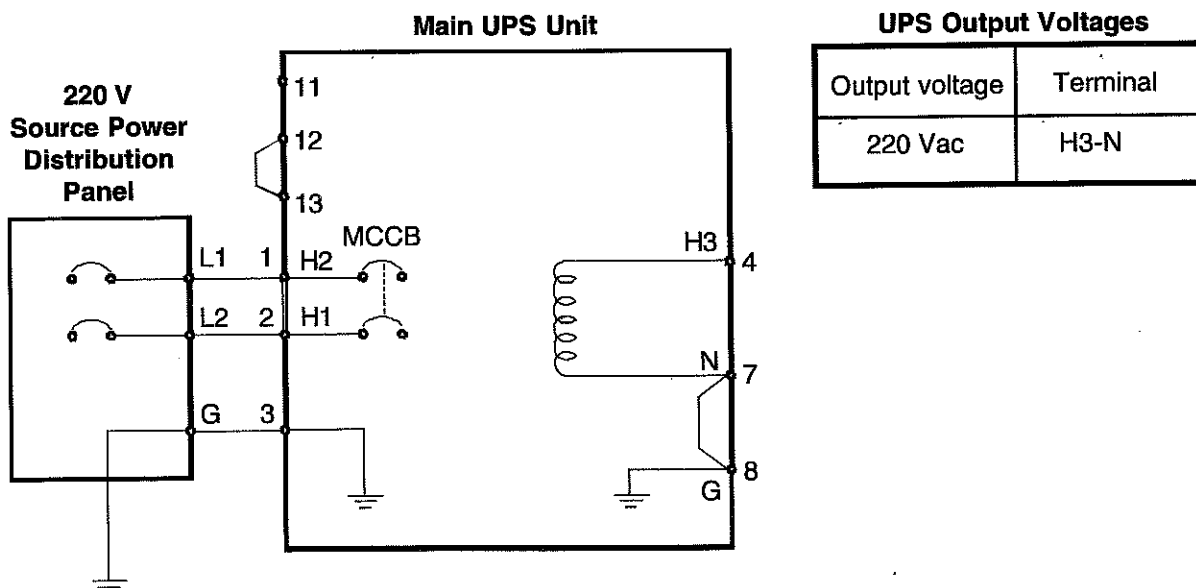 Main UPS Unit
UPS Output Voltages
Output voltage
Terminal
220 Vac
H3-N
220 V
Source Power
Distribution
Panel
11
12
13
MCCB
L1
1
H2
L2
2
H1
G
3
H3
4
N
7
8
G